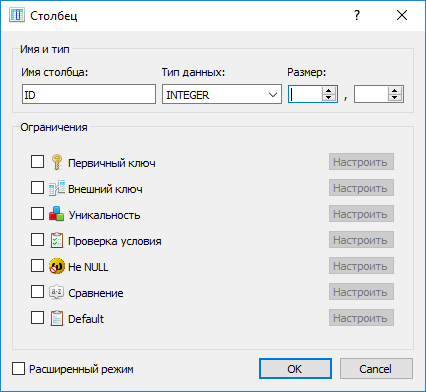 Столбец
Имя и тип
Имя столбца: Тип данных: Размер:
ID INTEGER ,
Ограничения
Первичный ключ Настроить
Внешний ключ Настроить
Уникальность Настроить
Проверка условия Настроить
Не NULL Настроить
a-z Сравнение Настроить
Default Настроить
Расширенный режим OK Cancel